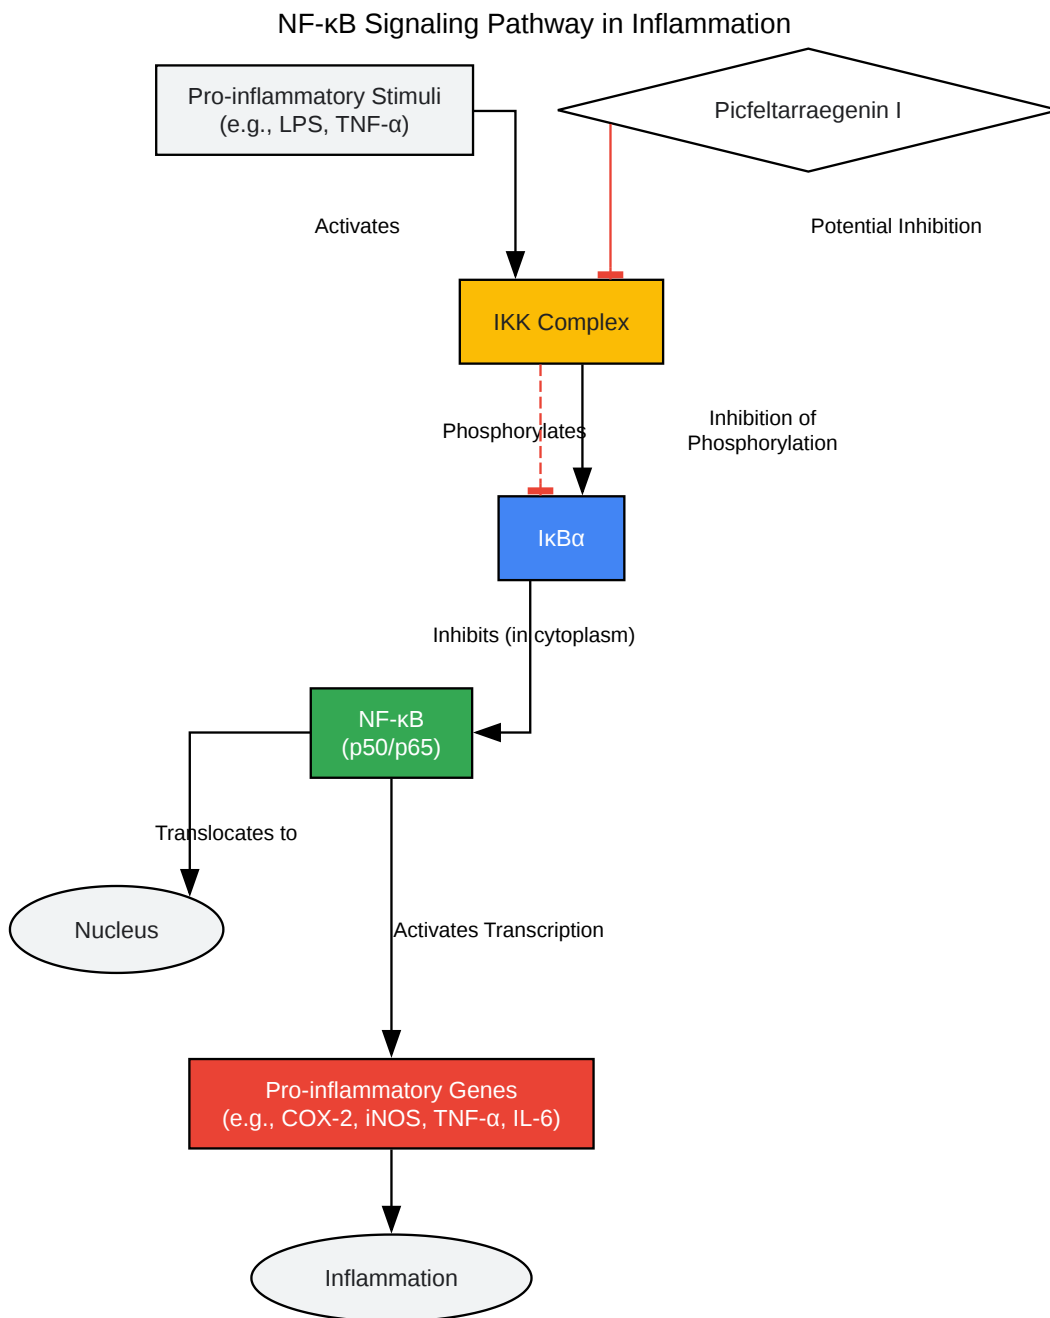 NF-κB Signaling Pathway in Inflammation
Pro-inflammatory Stimuli
(e.g., LPS, TNF-α)
Picfeltarraegenin I
Activates
Potential Inhibition
IKK Complex
Phosphorylates
Inhibition of
Phosphorylation
IκBα
Inhibits (in cytoplasm)
NF-κB
(p50/p65)
Translocates to
Nucleus
Activates Transcription
Pro-inflammatory Genes
(e.g., COX-2, iNOS, TNF-α, IL-6)
Inflammation